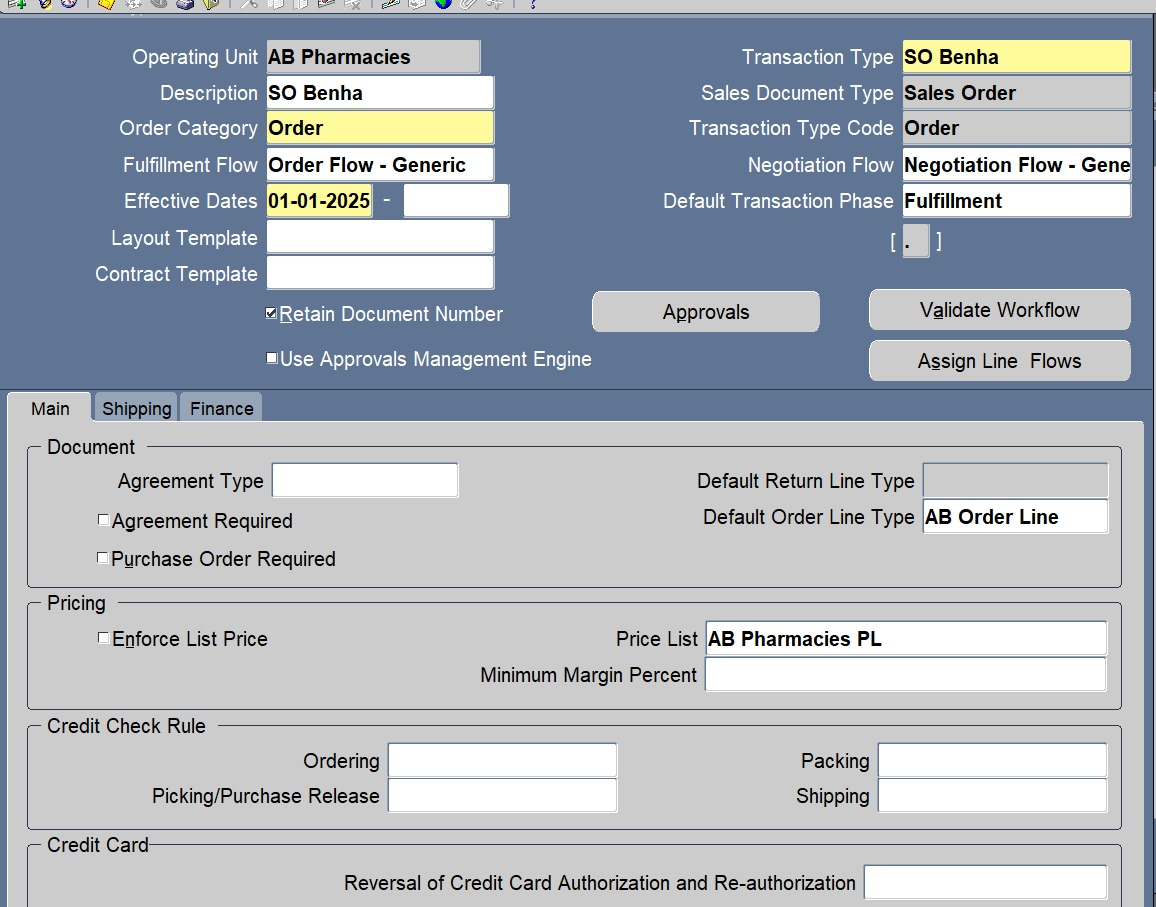 Operating Unit AB Pharmacies Transaction Type SO Benha
Description SO Benha Sales Document Type Sales Order
Order Category Order Transaction Type Code Order
Fulfillment Flow Order Flow - Generic Negotiation Flow Negotiation Flow - Gene
Effective Dates 01-01-2025 - Default Transaction Phase Fulfillment
Layout Template [ . ]
Contract Template
Retain Document Number Approvals Validate Workflow
Use Approvals Management Engine Assign Line Flows
Main Shipping Finance
Document
Agreement Type Default Return Line Type
Agreement Required Default Order Line Type AB Order Line
Purchase Order Required
Pricing
Enforce List Price Price List AB Pharmacies PL
Minimum Margin Percent
Credit Check Rule
Ordering Packing
Picking/Purchase Release Shipping
Credit Card
Reversal of Credit Card Authorization and Re-authorization